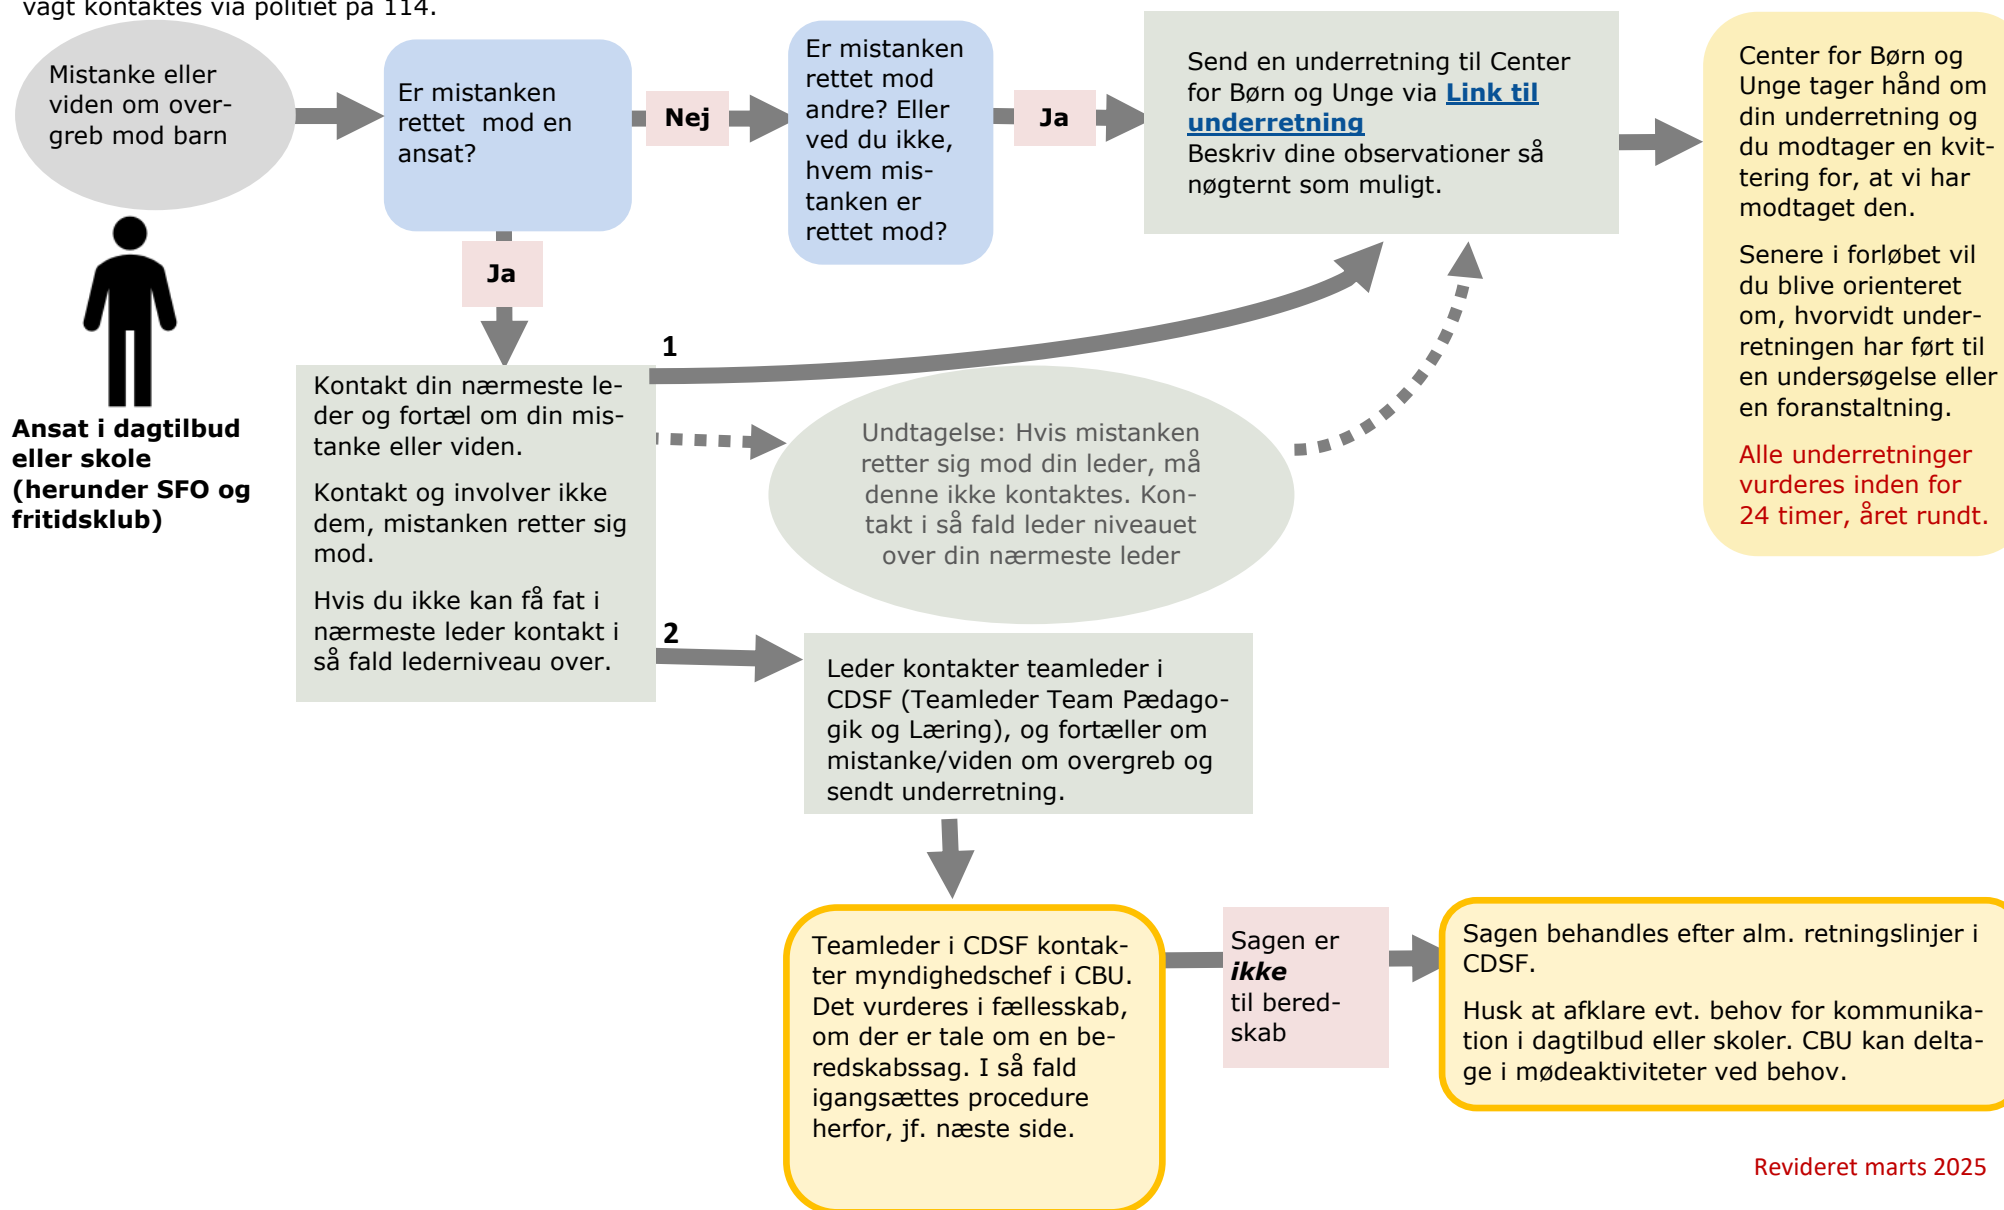 vagt kontaktes via politiet på 114.
Mistanke eller
viden om over-
greb mod barn
Er mistanken
rettet  mod en
ansat?
Nej
Er mistanken
rettet mod
andre? Eller
ved du ikke,
hvem mis-
tanken er
rettet mod?
Ja
Send en underretning til Center
for Børn og Unge via Link til
underretning
Beskriv dine observationer så
nøgternt som muligt.
Center for Børn og
Unge tager hånd om
din underretning og
du modtager en kvit-
tering for, at vi har
modtaget den.
Senere i forløbet vil
du blive orienteret
om, hvorvidt under-
retningen har ført til
en undersøgelse eller
en foranstaltning.
Alle underretninger
vurderes inden for
24 timer, året rundt.
Ja
Ansat i dagtilbud
eller skole
(herunder SFO og
fritidsklub)
Kontakt din nærmeste le-
der og fortæl om din mis-
tanke eller viden.
Kontakt og involver ikke
dem, mistanken retter sig
mod.
Hvis du ikke kan få fat i
nærmeste leder kontakt i
så fald lederniveau over.
1
Undtagelse: Hvis mistanken
retter sig mod din leder, må
denne ikke kontaktes. Kon-
takt i så fald leder niveauet
over din nærmeste leder
2
Leder kontakter teamleder i
CDSF (Teamleder Team Pædago-
gik og Læring), og fortæller om
mistanke/viden om overgreb og
sendt underretning.
Teamleder i CDSF kontak-
ter myndighedschef i CBU.
Det vurderes i fællesskab,
om der er tale om en be-
redskabssag. I så fald
igangsættes procedure
herfor, jf. næste side.
Sagen er
ikke
til bered-
skab
Sagen behandles efter alm. retningslinjer i
CDSF.
Husk at afklare evt. behov for kommunika-
tion i dagtilbud eller skoler. CBU kan delta-
ge i mødeaktiviteter ved behov.
Revideret marts 2025